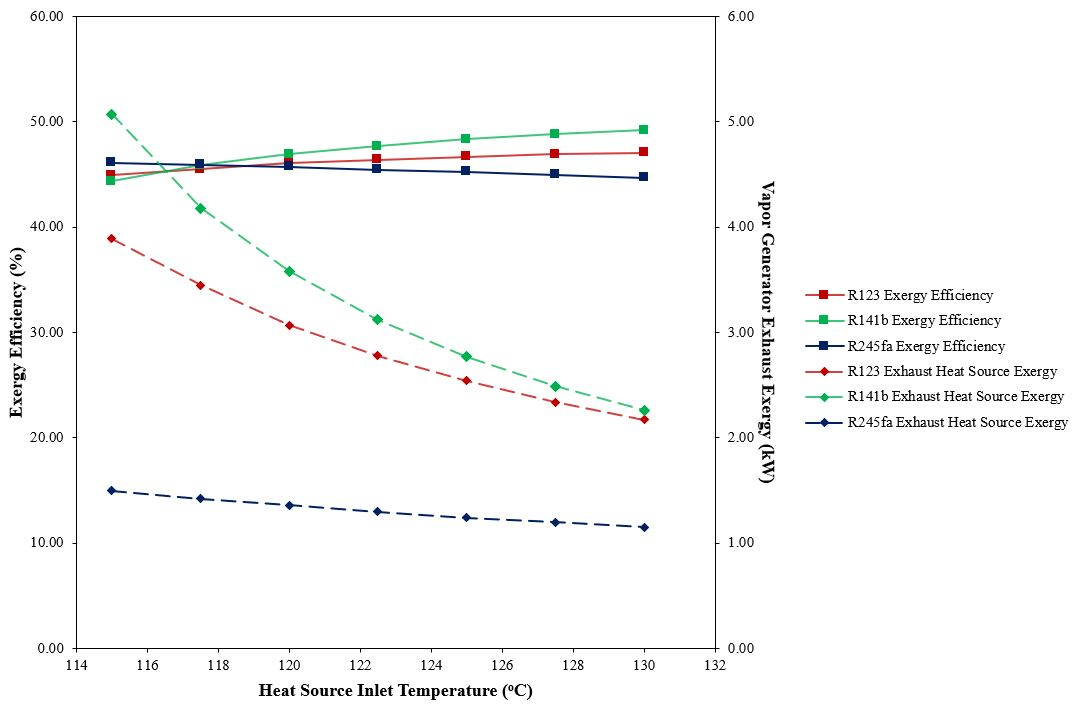 60.00
50.00
40.00
30.00
20.00
10.00
0.00
Exergy Efficiency (%)
6.00
5.00
4.00
3.00
2.00
1.00
0.00
Vapor Generator Exhaust Exergy (kW)
114 116 118 120 122 124 126 128 130 132
Heat Source Inlet Temperature (ºC)
R123 Exergy Efficiency
R141b Exergy Efficiency
R245fa Exergy Efficiency
R123 Exhaust Heat Source Exergy
R141b Exhaust Heat Source Exergy
R245fa Exhaust Heat Source Exergy